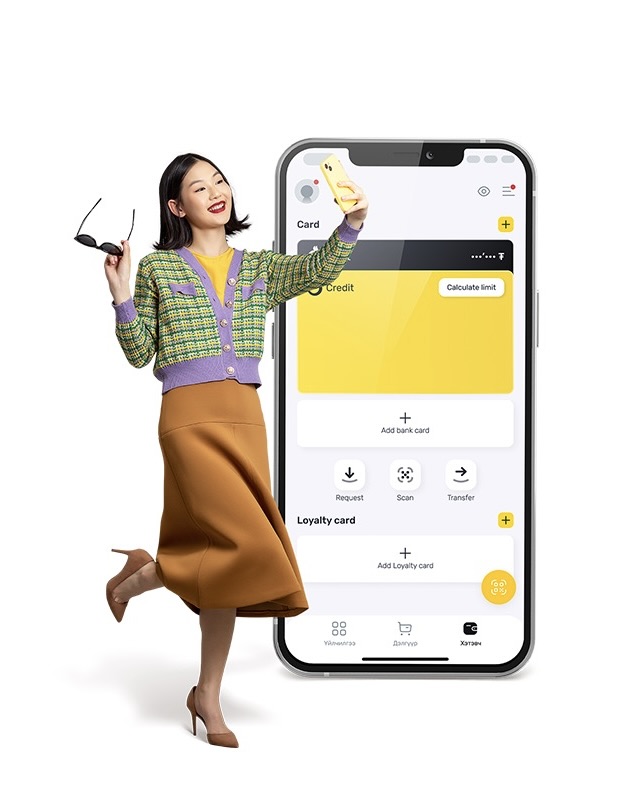 Card
₮
Credit
Calculate limit
Add bank card
Request
Scan
Transfer
Loyalty card
Add Loyalty card
Үйлчилгээ
Дэлгүүр
Хэтэвч